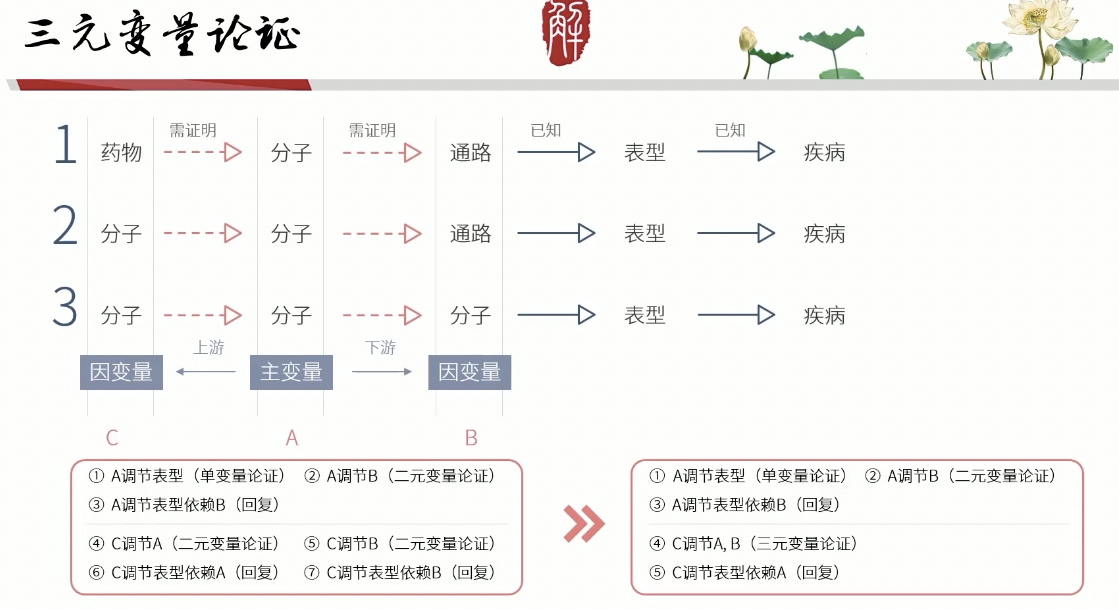 三元变量论证
解
需证明 需证明 已知 已知
1 药物 分子 通路 表型 疾病
2 分子 分子 通路 表型 疾病
3 分子 分子 分子 表型 疾病
上游 下游
因变量 主变量 因变量
C A B
① A调节表型（单变量论证） ② A调节B（二元变量论证）
③ A调节表型依赖B（回复）
④ C调节A（二元变量论证） ⑤ C调节B（二元变量论证）
⑥ C调节表型依赖A（回复） ⑦ C调节表型依赖B（回复）
① A调节表型（单变量论证） ② A调节B（二元变量论证）
③ A调节表型依赖B（回复）
④ C调节A, B（三元变量论证）
⑤ C调节表型依赖A（回复）